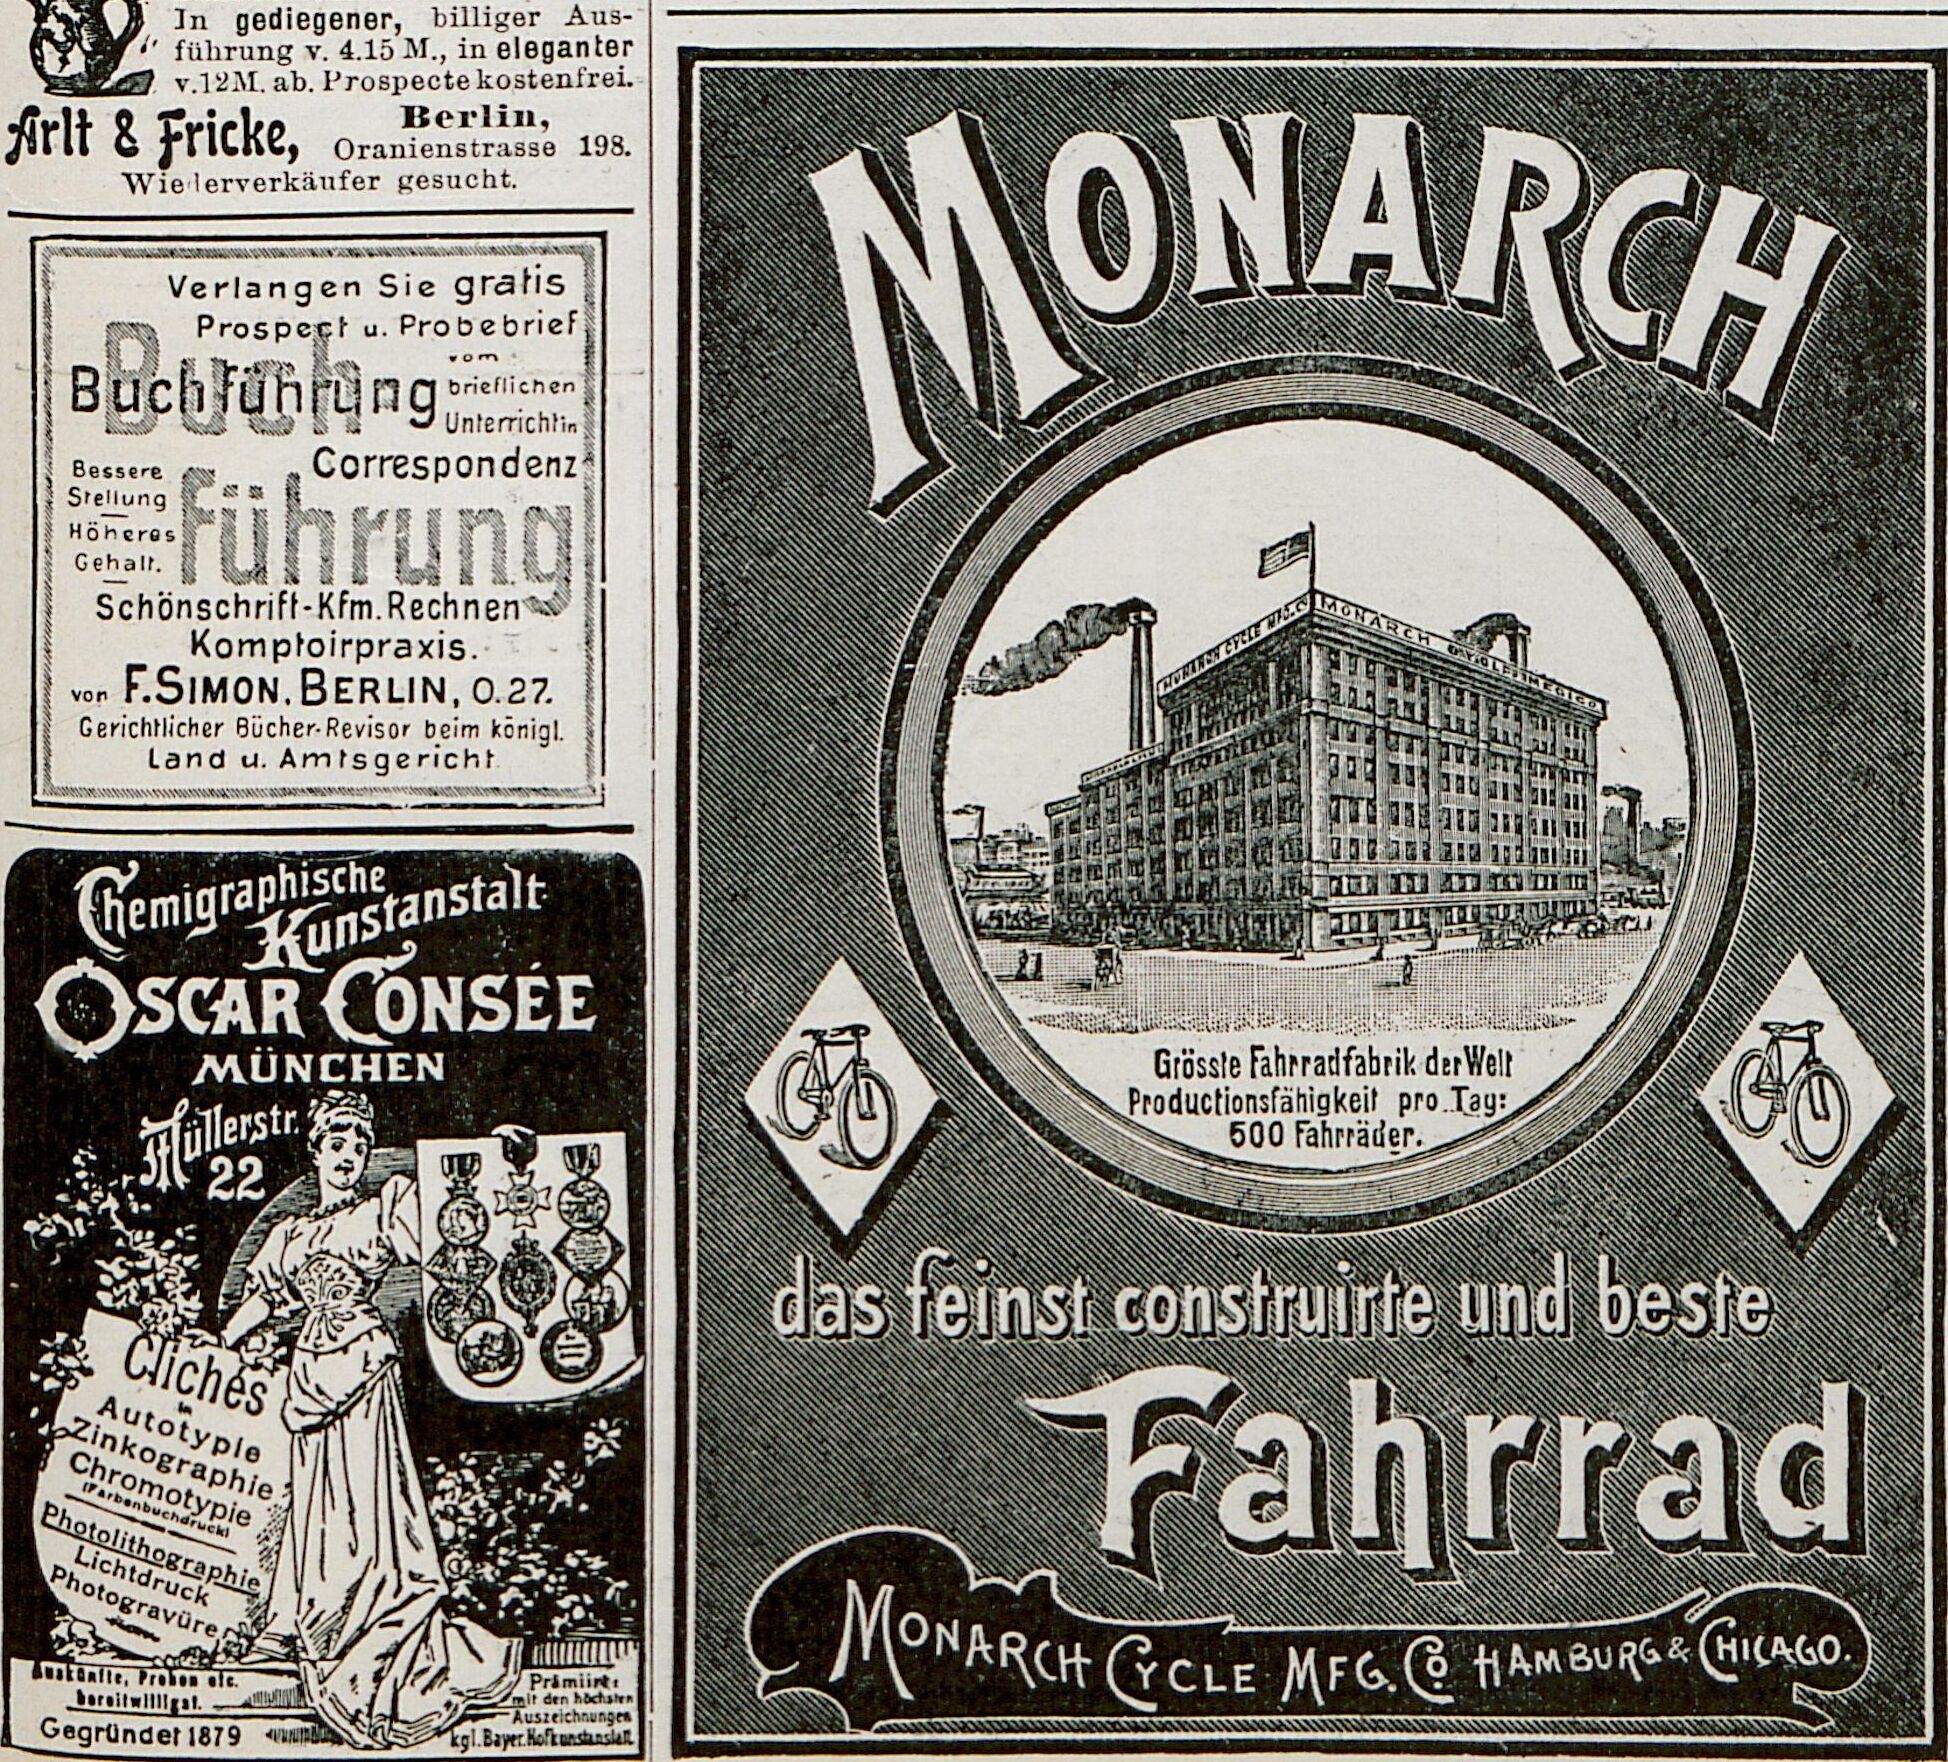 In gediegener, billiger Aus-
führung v. 4.15 M., in eleganter
v. 12 M. ab. Prospecte kostenfrei.
Arlt & Fricke,
Berlin,
Oranienstrasse 198.
Wiederverkäufer gesucht.
Verlangen Sie gratis
Prospect u. Probebrief
vom
Buchführung
brieflichen
Unterricht in
Buch
Correspondenz
Bessere
Stellung
Höheres
Gehalt.
führung
Schönschrift-Kfm. Rechnen
Komptoirpraxis.
von F. SIMON, BERLIN, O. 27.
Gerichtlicher Bücher-Revisor beim königl.
Land u. Amtsgericht
Chemigraphische
Kunstanstalt
OSCAR CONSÉE
MÜNCHEN
Müllerstr.
22
Clichés
in
Autotypie
Zinkographie
Chromotypie
(Farbenbuchdruck)
Photolithographie
Lichtdruck
Photogravüre
Auskünfte, Proben etc.
bereitwilligst.
Gegründet 1879
Prämiirt:
mit den höchsten
Auszeichnungen
kgl. Bayer. Hofkunstanstalt
MONARCH
MONARCH CYCLE MFG. CO
MONARCH CYCLE MFG CO.
Grösste Fahrradfabrik der Welt
Productionsfähigkeit pro Tag:
500 Fahrräder.
das feinst construirte und beste
Fahrrad
MONARCH CYCLE MFG. Co HAMBURG & CHICAGO.